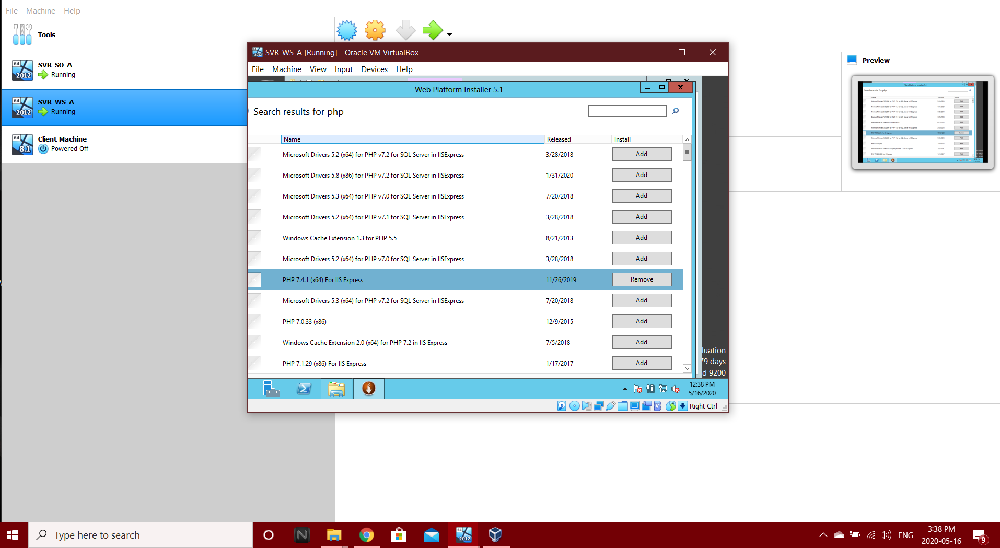 File Machine Help
Tools
64 2012 SVR-SO-A
Running
64 2012 SVR-WS-A
Running
64 8.1 Client Machine
Powered Off
Preview
SVR-WS-A [Running] - Oracle VM VirtualBox
File Machine View Input Devices Help
Web Platform Installer 5.1
Search results for php
Name Released Install
Microsoft Drivers 5.2 (x64) for PHP v7.2 for SQL Server in IISExpress 3/28/2018 Add
Microsoft Drivers 5.8 (x86) for PHP v7.2 for SQL Server in IISExpress 1/31/2020 Add
Microsoft Drivers 5.3 (x64) for PHP v7.0 for SQL Server in IISExpress 7/20/2018 Add
Microsoft Drivers 5.2 (x64) for PHP v7.1 for SQL Server in IISExpress 3/28/2018 Add
Windows Cache Extension 1.3 for PHP 5.5 8/21/2013 Add
Microsoft Drivers 5.2 (x64) for PHP v7.0 for SQL Server in IISExpress 3/28/2018 Add
PHP 7.4.1 (x64) For IIS Express 11/26/2019 Remove
Microsoft Drivers 5.3 (x64) for PHP v7.2 for SQL Server in IISExpress 7/20/2018 Add
PHP 7.0.33 (x86) 12/9/2015 Add
Windows Cache Extension 2.0 (x64) for PHP 7.2 in IIS Express 7/5/2018 Add
PHP 7.1.29 (x86) For IIS Express 1/17/2017 Add
luation
79 days
d 9200
12:38 PM
5/16/2020
Right Ctrl
Type here to search
ENG
3:38 PM
2020-05-16
9